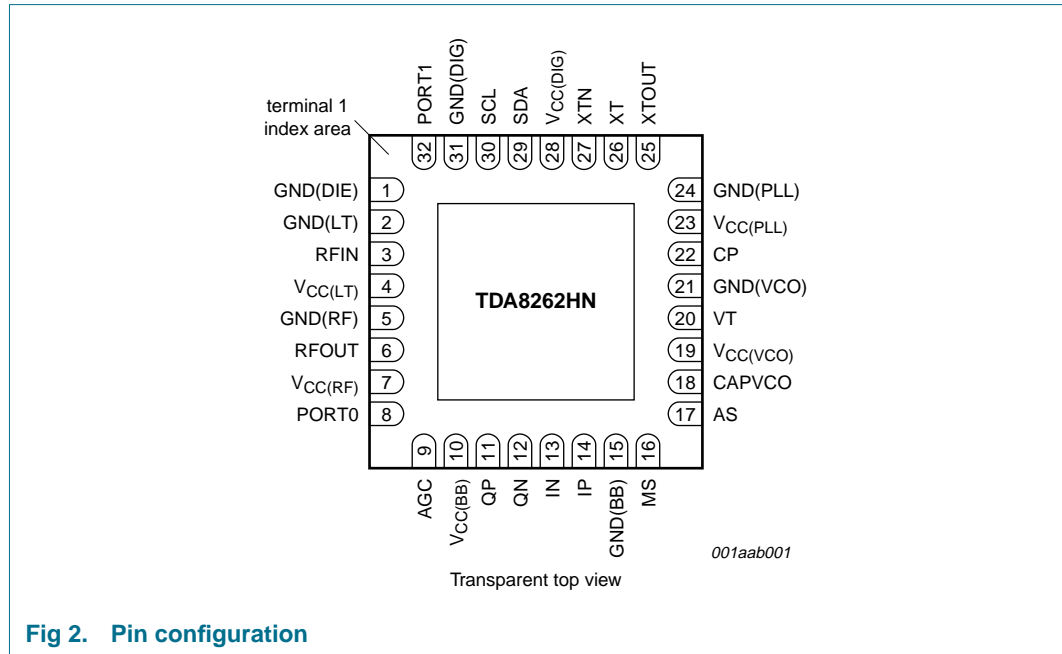 PORT1
GND(DIG)
SCL
SDA
VCC(DIG)
XTN
XT
XTOUT
terminal 1
index area
32
31
30
29
28
27
26
25
GND(DIE) 1
GND(LT) 2
RFIN 3
VCC(LT) 4
GND(RF) 5
RFOUT 6
VCC(RF) 7
PORT0 8
TDA8262HN
24 GND(PLL)
23 VCC(PLL)
22 CP
21 GND(VCO)
20 VT
19 VCC(VCO)
18 CAPVCO
17 AS
9
10
11
12
13
14
15
16
AGC
VCC(BB)
QP
QN
IN
IP
GND(BB)
MS
001aab001
Transparent top view
Fig 2. Pin configuration